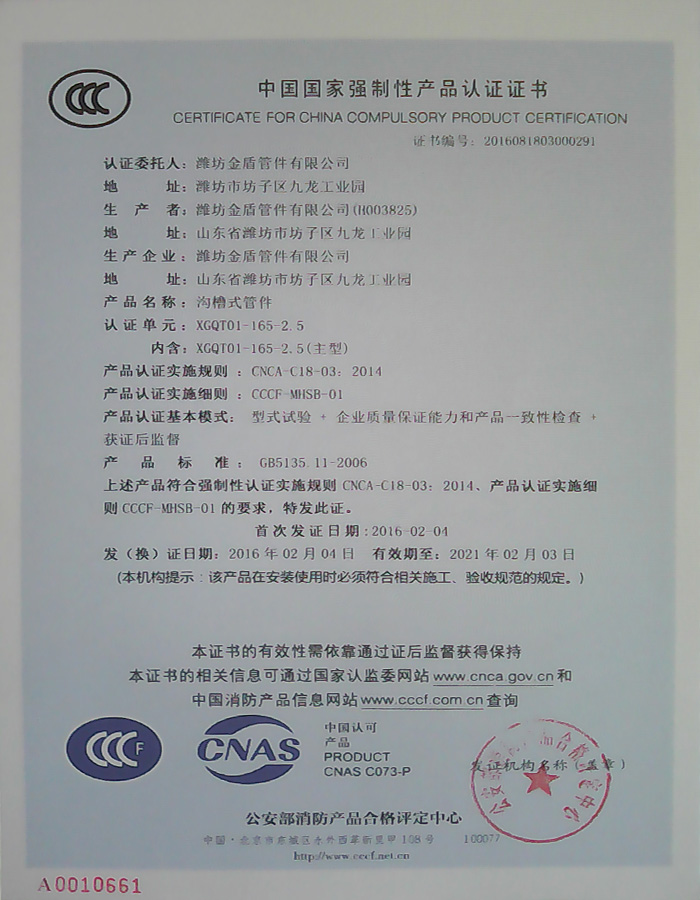 CCC
中国国家强制性产品认证证书
CERTIFICATE FOR CHINA COMPULSORY PRODUCT CERTIFICATION
证书编号：2016081803000291
认证委托人：潍坊金盾管件有限公司
地 址：潍坊市坊子区九龙工业园
生 产 者：潍坊金盾管件有限公司(H003825)
地 址：山东省潍坊市坊子区九龙工业园
生产企业：潍坊金盾管件有限公司
地 址：山东省潍坊市坊子区九龙工业园
产品名称：沟槽式管件
认证单元：XGQT01-165-2.5
内含：XGQT01-165-2.5(主型)
产品认证实施规则：CNCA-C18-03：2014
产品认证实施细则：CCCF-MHSB-01
产品认证基本模式： 型式试验 + 企业质量保证能力和产品一致性检查 +
获证后监督
产 品 标 准：GB5135.11-2006
上述产品符合强制性认证实施规则 CNCA-C18-03：2014、产品认证实施细
则 CCCF-MHSB-01 的要求，特发此证。
首次发证日期:2016-02-04
发（换）证日期：2016 年 02 月 04 日 有效期至：2021 年 02 月 03 日
(本机构提示：该产品在安装使用时必须符合相关施工、验收规范的规定。)
本证书的有效性需依靠通过证后监督获得保持
本证书的相关信息可通过国家认监委网站 www.cnca.gov.cn 和
中国消防产品信息网站 www.cccf.com.cn 查询
CCC F
CNAS
中国认可
产品
PRODUCT
CNAS C073-P
发证机构名称（盖章）
公安部消防产品合格评定中心
中国·北京市东城区永外西革新里甲 108 号 100077
http://www.cccf.net.cn
A0010661